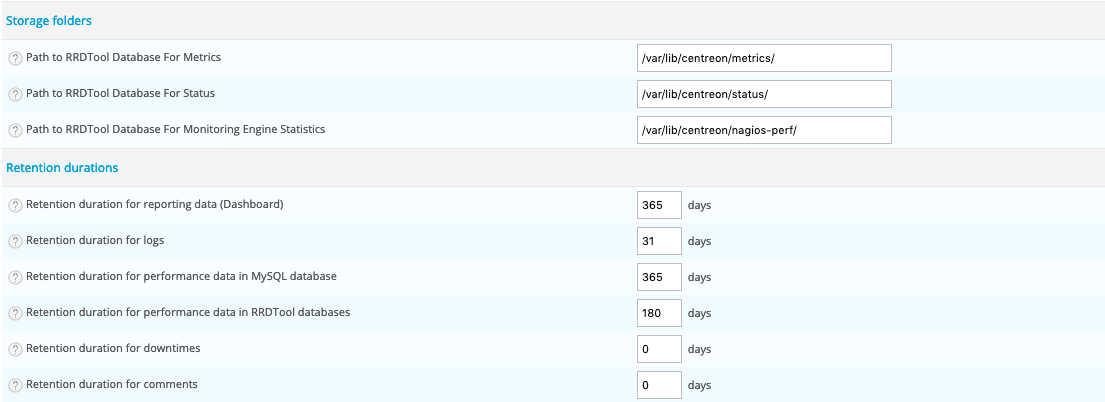 Storage folders
? Path to RRDTool Database For Metrics /var/lib/centreon/metrics/
? Path to RRDTool Database For Status /var/lib/centreon/status/
? Path to RRDTool Database For Monitoring Engine Statistics /var/lib/centreon/nagios-perf/
Retention durations
? Retention duration for reporting data (Dashboard) 365 days
? Retention duration for logs 31 days
? Retention duration for performance data in MySQL database 365 days
? Retention duration for performance data in RRDTool databases 180 days
? Retention duration for downtimes 0 days
? Retention duration for comments 0 days